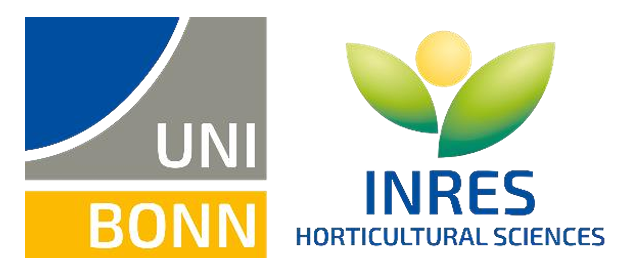 UNI
BONN
INRES
HORTICULTURAL SCIENCES